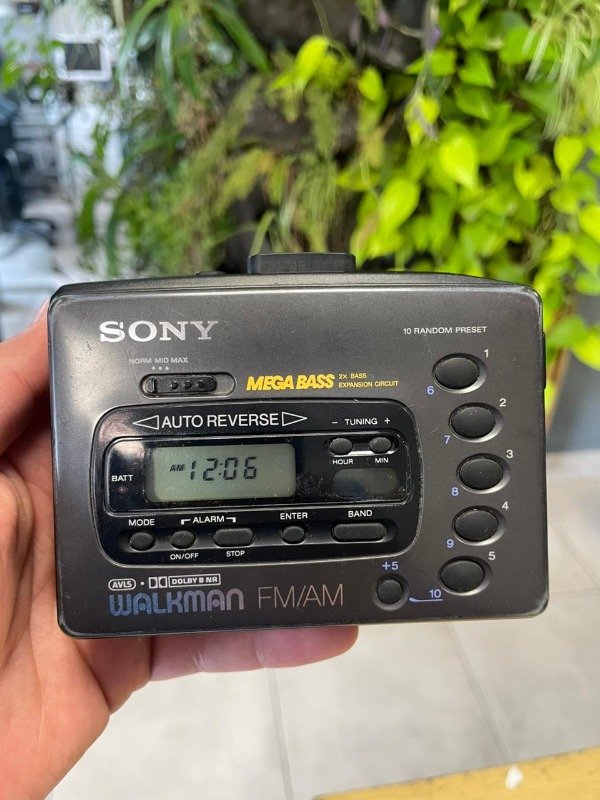 SONY
10 RANDOM PRESET
NORM MID MAX
MEGA BASS 2X BASS
EXPANSION CIRCUIT
1
6
2
7
3
8
4
9
5
+5
10
AUTO REVERSE
– TUNING +
HOUR MIN
BATT
AM 12:06
MODE
ALARM
ENTER
BAND
ON/OFF
STOP
AVLS • DOLBY B NR
WALKMAN FM/AM